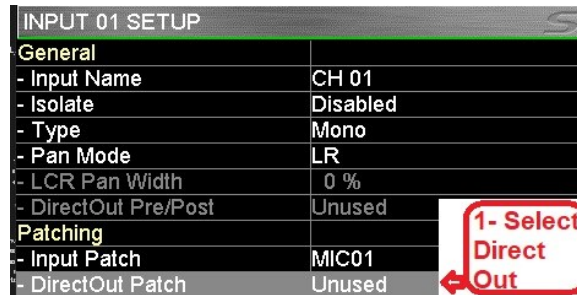 INPUT 01 SETUP
General
- Input Name CH 01
- Isolate Disabled
- Type Mono
- Pan Mode LR
- LCR Pan Width 0 %
- DirectOut Pre/Post Unused
Patching
- Input Patch MIC01
- DirectOut Patch Unused
1- Select
Direct
Out